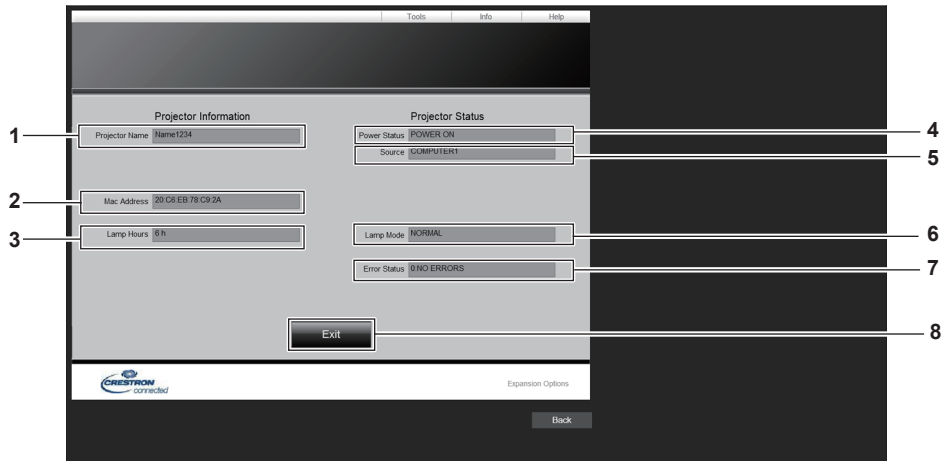 Tools Info Help
Projector Information
Projector Status
1 Projector Name Name1234
Power Status POWER ON 4
Source COMPUTER1 5
2 Mac Address 20:C6:EB:78:C9:2A
3 Lamp Hours 6 h
Lamp Mode NORMAL 6
Error Status 0:NO ERRORS 7
Exit 8
CRESTRON
connected
Expansion Options
Back